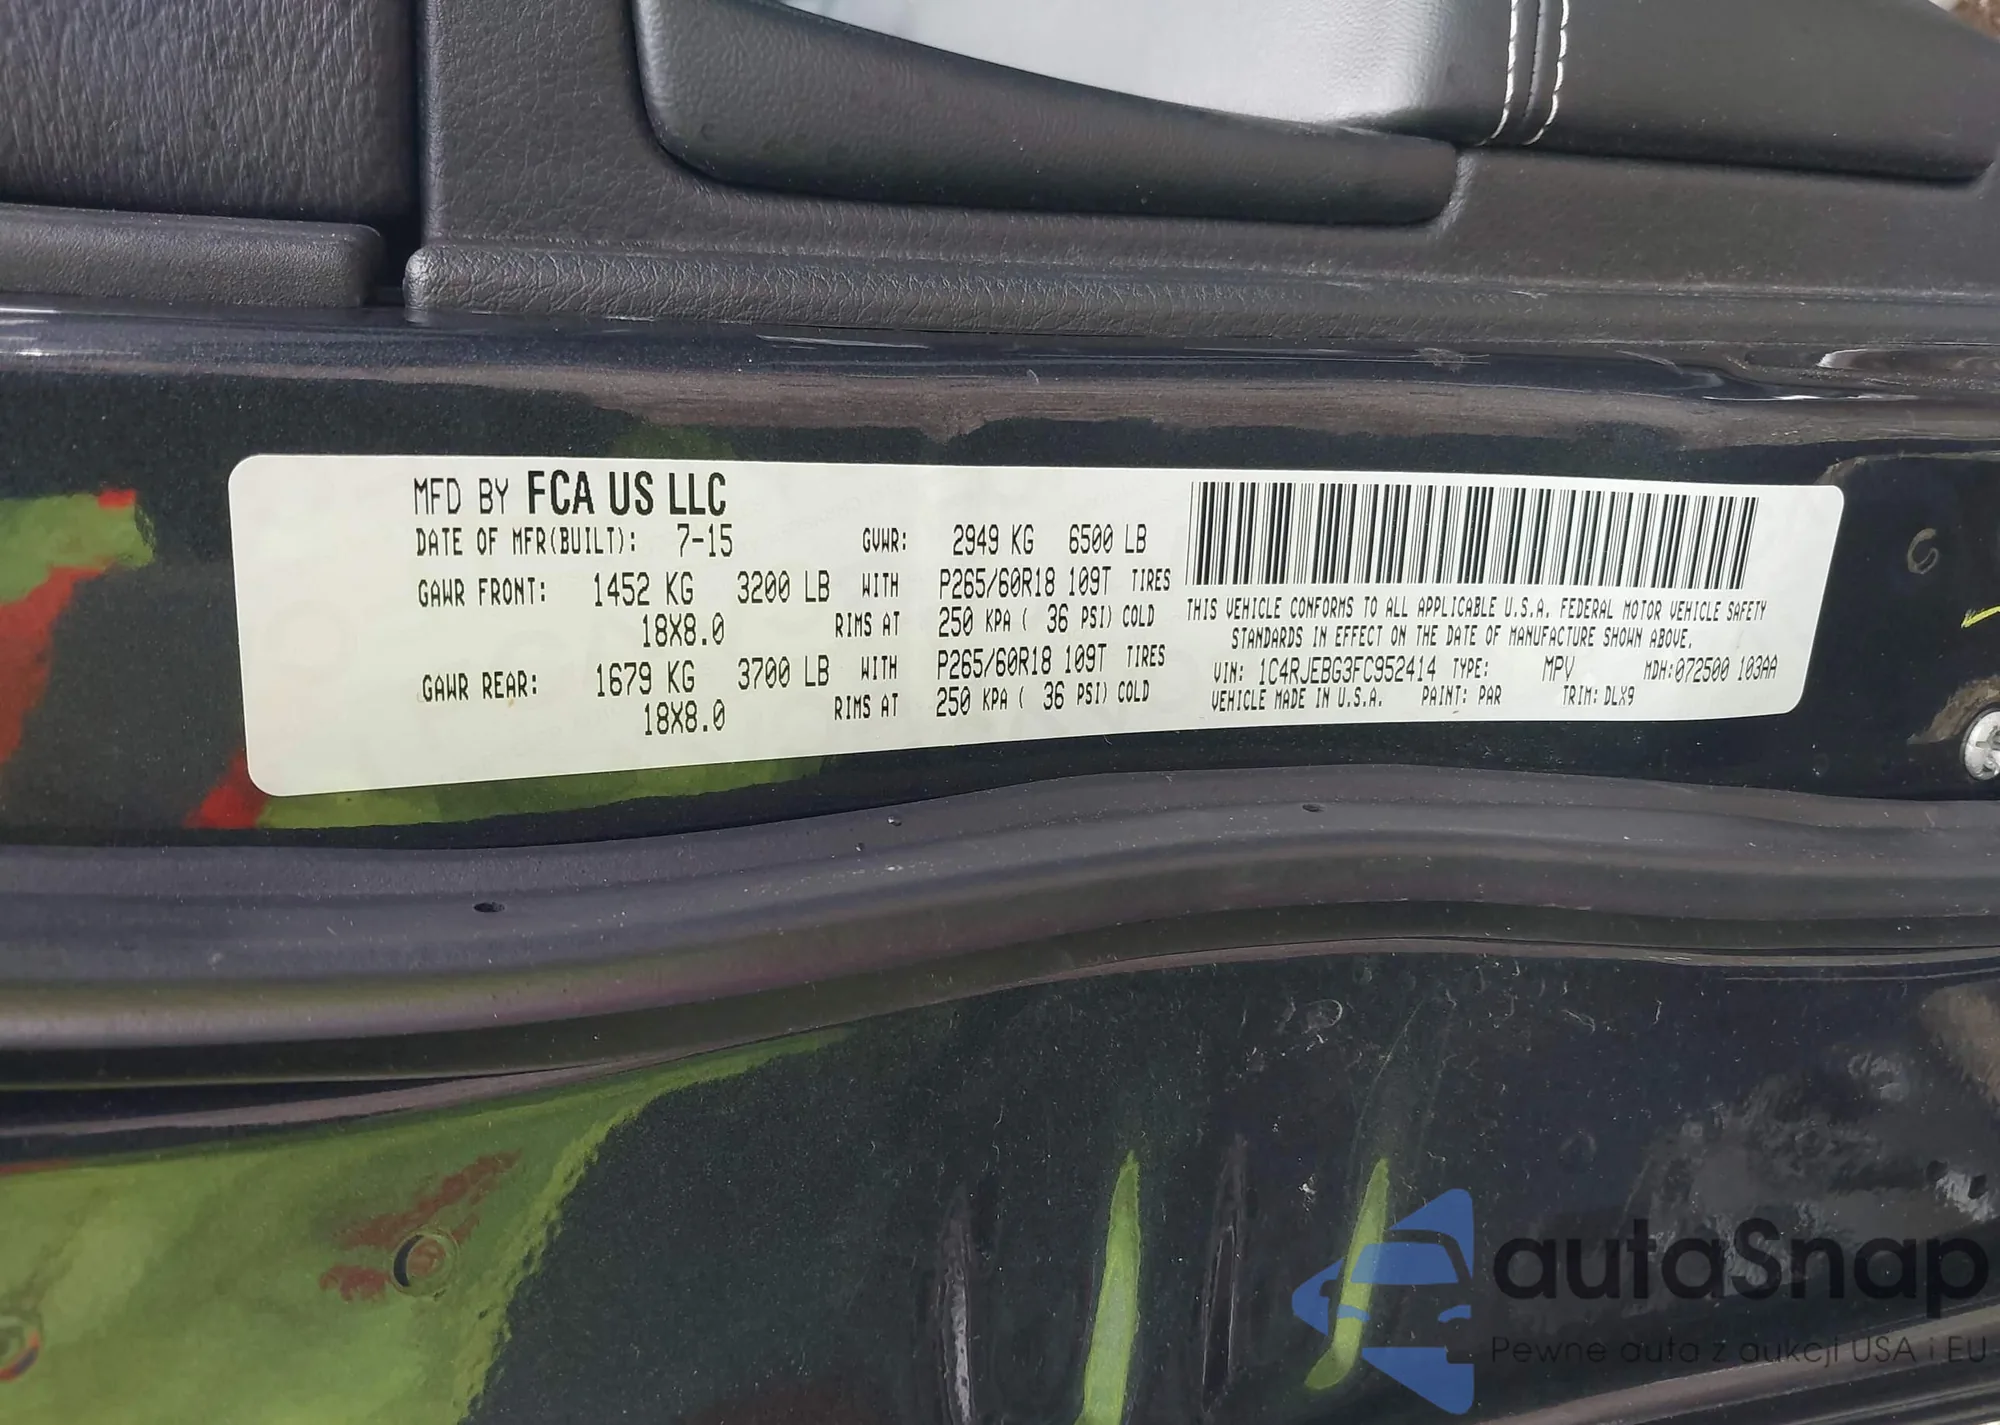 MFD BY FCA US LLC
DATE OF MFR(BUILT): 7-15 GVWR: 2949 KG 6500 LB
GAWR FRONT: 1452 KG 3200 LB WITH P265/60R18 109T TIRES
18X8.0 RIMS AT 250 KPA ( 36 PSI) COLD
GAWR REAR: 1679 KG 3700 LB WITH P265/60R18 109T TIRES
18X8.0 RIMS AT 250 KPA ( 36 PSI) COLD
THIS VEHICLE CONFORMS TO ALL APPLICABLE U.S.A. FEDERAL MOTOR VEHICLE SAFETY
STANDARDS IN EFFECT ON THE DATE OF MANUFACTURE SHOWN ABOVE.
VIN: 1C4RJEBG3FC952414 TYPE: MPV MDH:072500 103AA
VEHICLE MADE IN U.S.A. PAINT: PAR TRIM: DLX9
autaSnap
Pewne auta z aukcji USA i EU